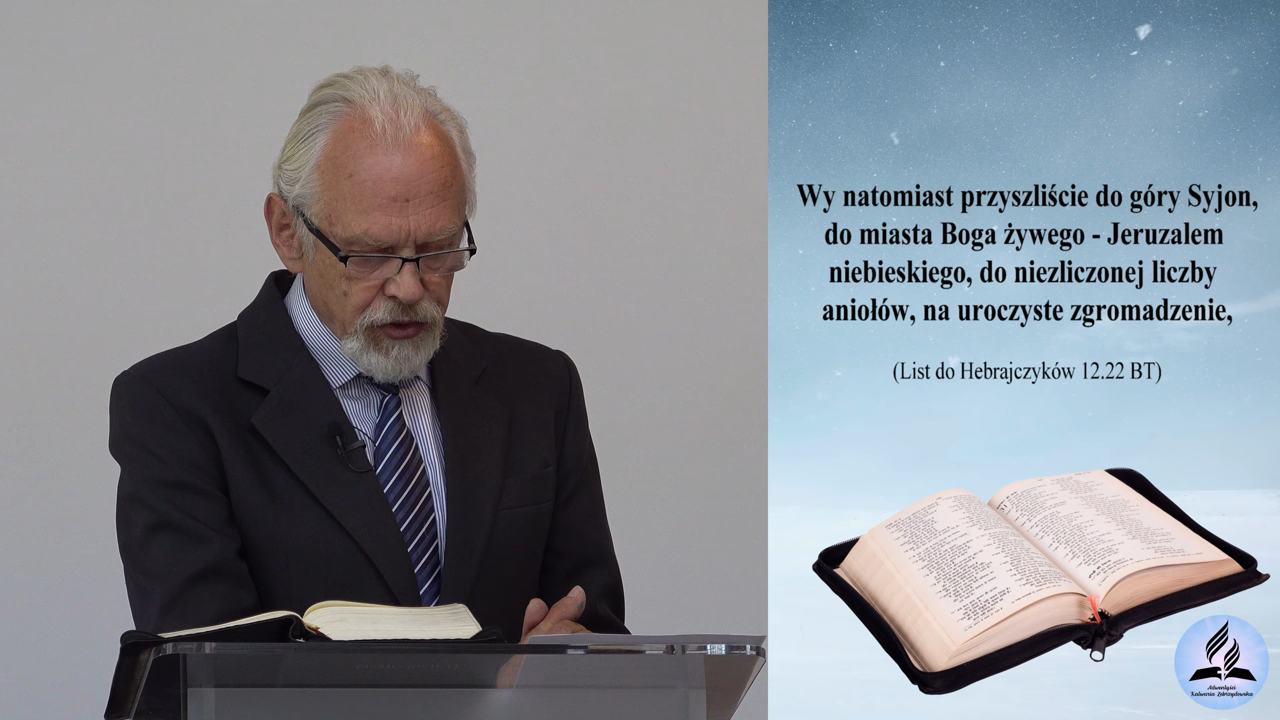 Wy natomiast przyszliście do góry Syjon,
do miasta Boga żywego - Jeruzalem
niebieskiego, do niezliczonej liczby
aniołów, na uroczyste zgromadzenie,
(List do Hebrajczyków 12.22 BT)
Adwentyści
Kalwaria Zebrzydowska